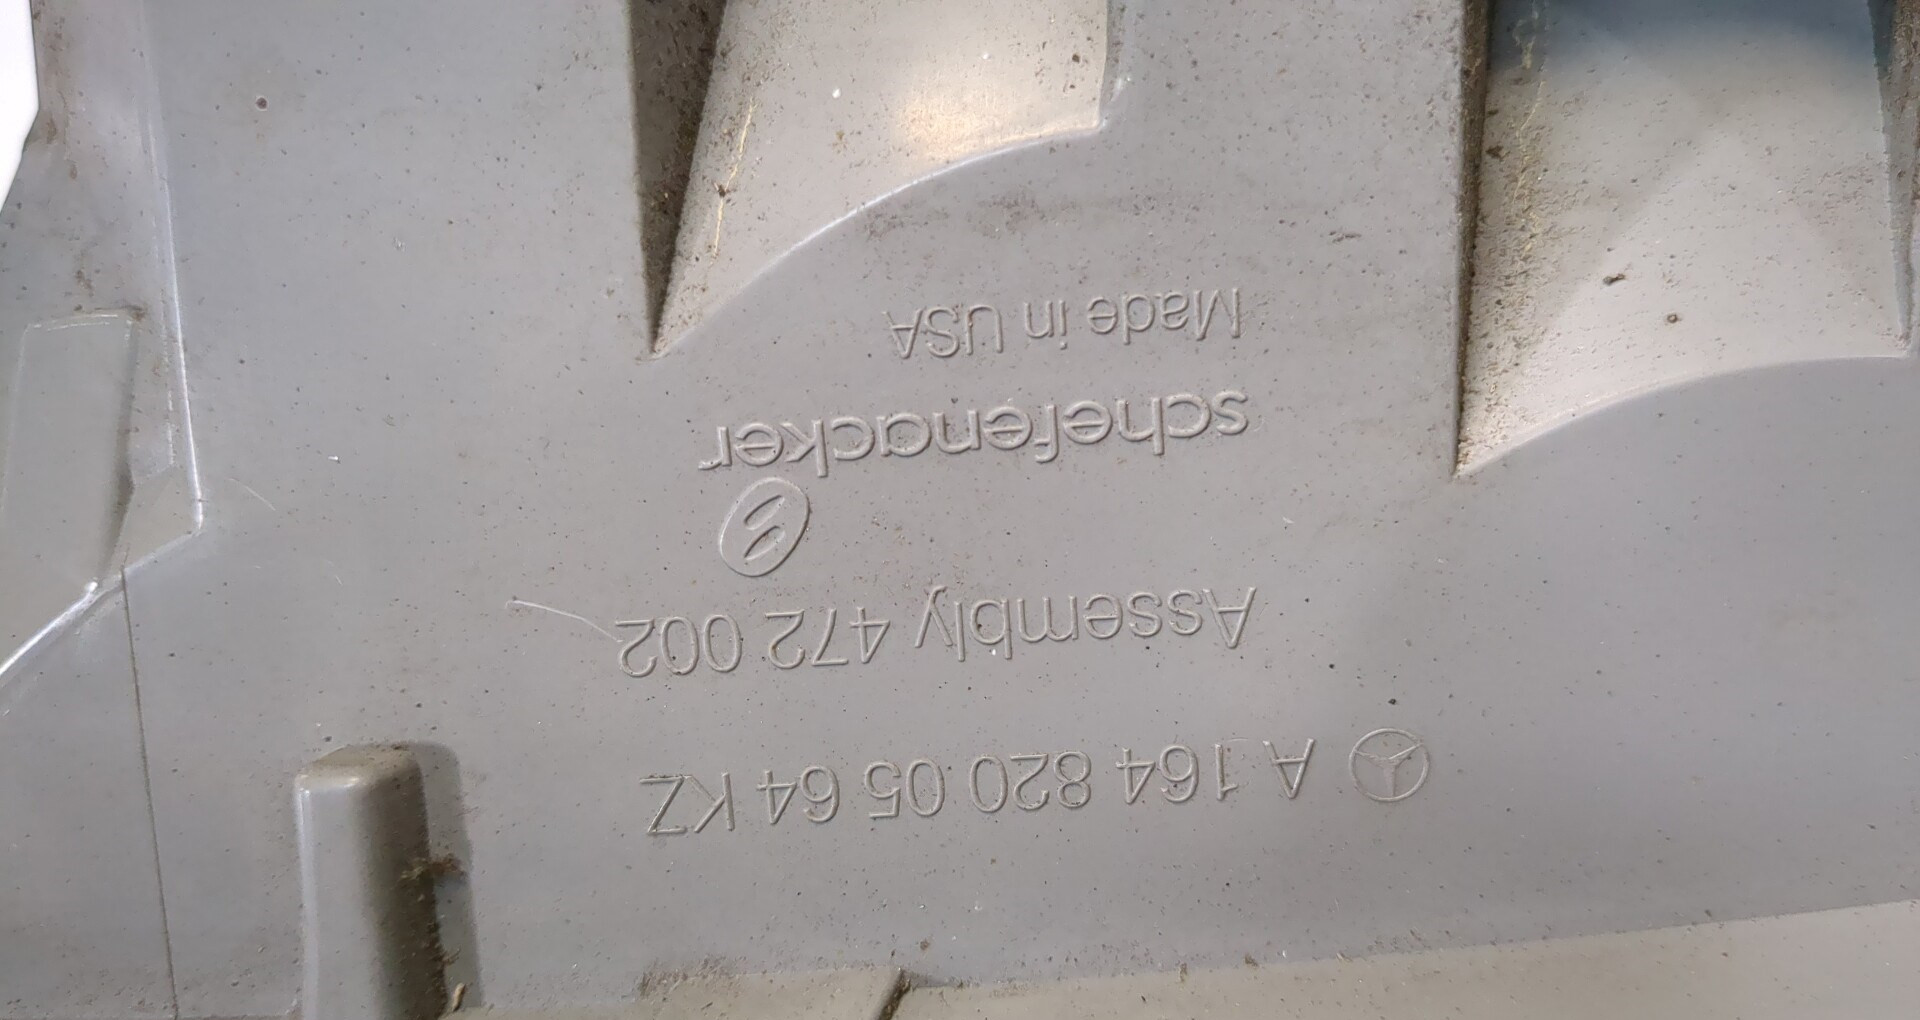 A 164 820 05 64 KZ
Assembly 472 002
schefenacker
Made in USA